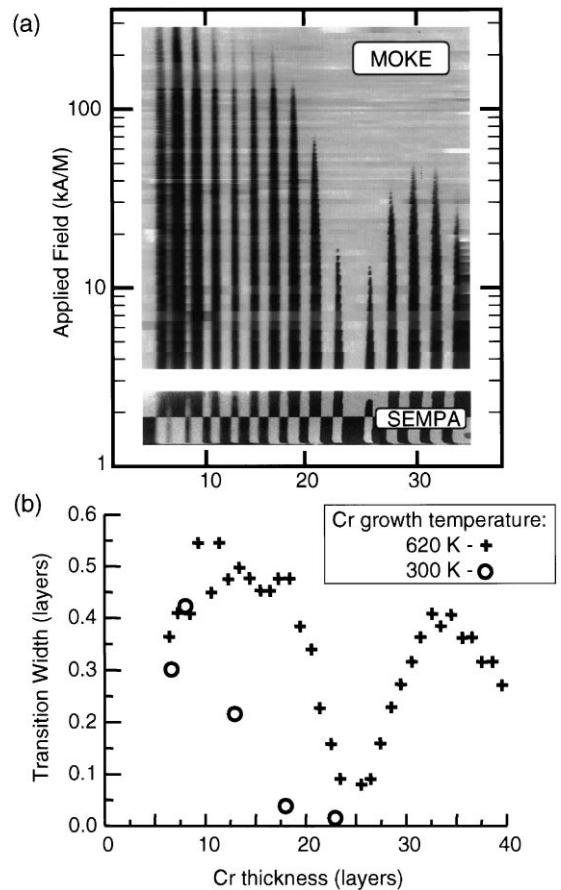 (a)
MOKE
100
Applied Field (kA/M)
10
SEMPA
1
10 20 30
(b)
0.6
Cr growth temperature:
620 K - +
300 K - o
0.5
0.4
0.3
Transition Width (layers)
0.2
0.1
0.0
0 10 20 30 40
Cr thickness (layers)